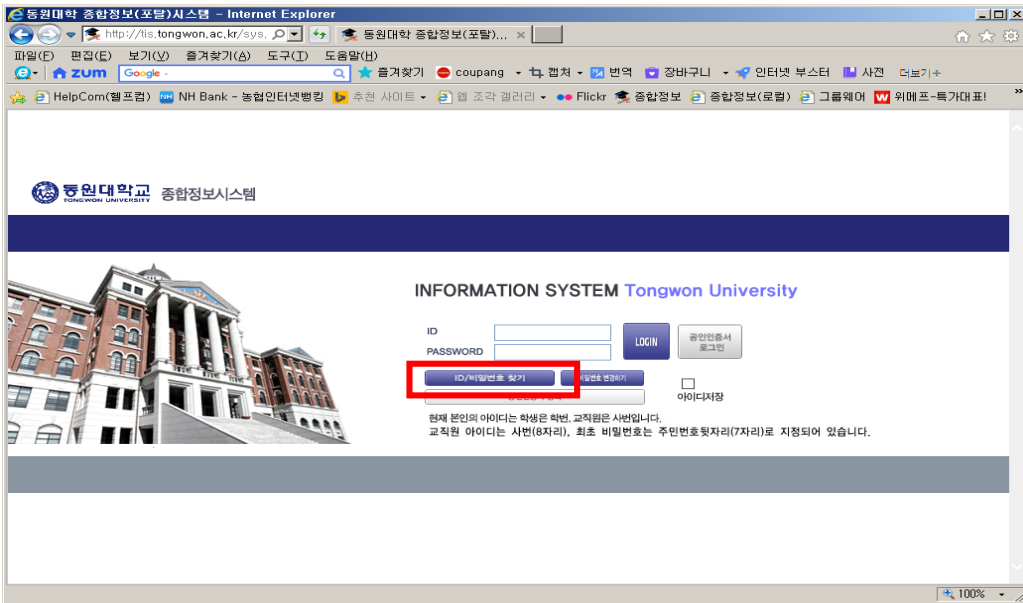 동원대학 종합정보(포탈)시스템 - Internet Explorer
http://tis.tongwon.ac.kr/sys, 동원대학 종합정보(포탈)... ×
파일(F) 편집(E) 보기(V) 즐겨찾기(A) 도구(T) 도움말(H)
zum Google 즐겨찾기 coupang 캡처 번역 장바구니 인터넷 부스터 사전 더보기+
HelpCom(헬프컴) NH Bank - 농협인터넷뱅킹 추천 사이트 웹 조각 갤러리 Flickr 종합정보 종합정보(로컬) 그룹웨어 위메프-특가대표! »
동원대학교 종합정보시스템
TONGWON UNIVERSITY
INFORMATION SYSTEM Tongwon University
ID
PASSWORD
LOGIN
공인인증서
로그인
ID/비밀번호 찾기 비밀번호 변경하기
아이디저장
현재 본인의 아이디는 학생은 학번, 교직원은 사번입니다.
교직원 아이디는 사번(8자리), 최초 비밀번호는 주민번호뒷자리(7자리)로 지정되어 있습니다.
100%